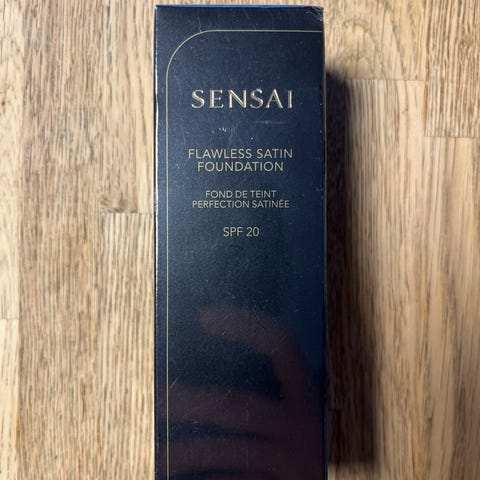 SENSAI
FLAWLESS SATIN
FOUNDATION
FOND DE TEINT
PERFECTION SATINÉE
SPF 20